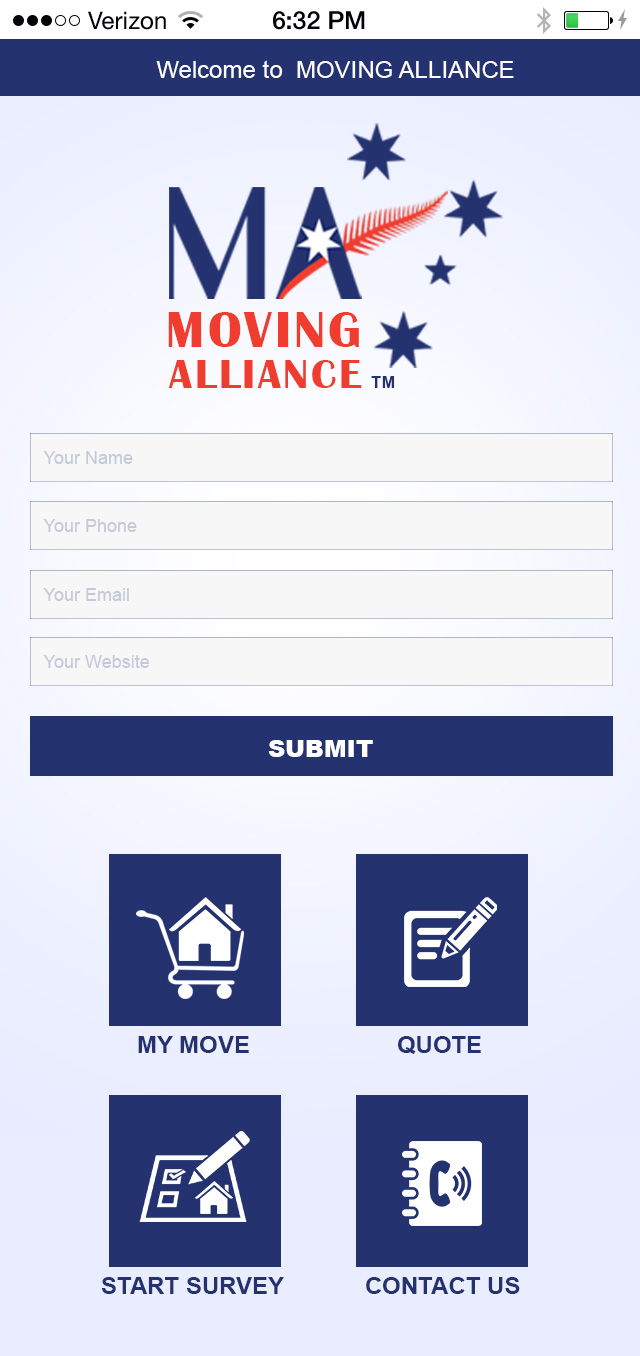 Verizon 6:32 PM
Welcome to MOVING ALLIANCE
MA
MOVING
ALLIANCE TM
Your Name
Your Phone
Your Email
Your Website
SUBMIT
MY MOVE QUOTE
START SURVEY CONTACT US